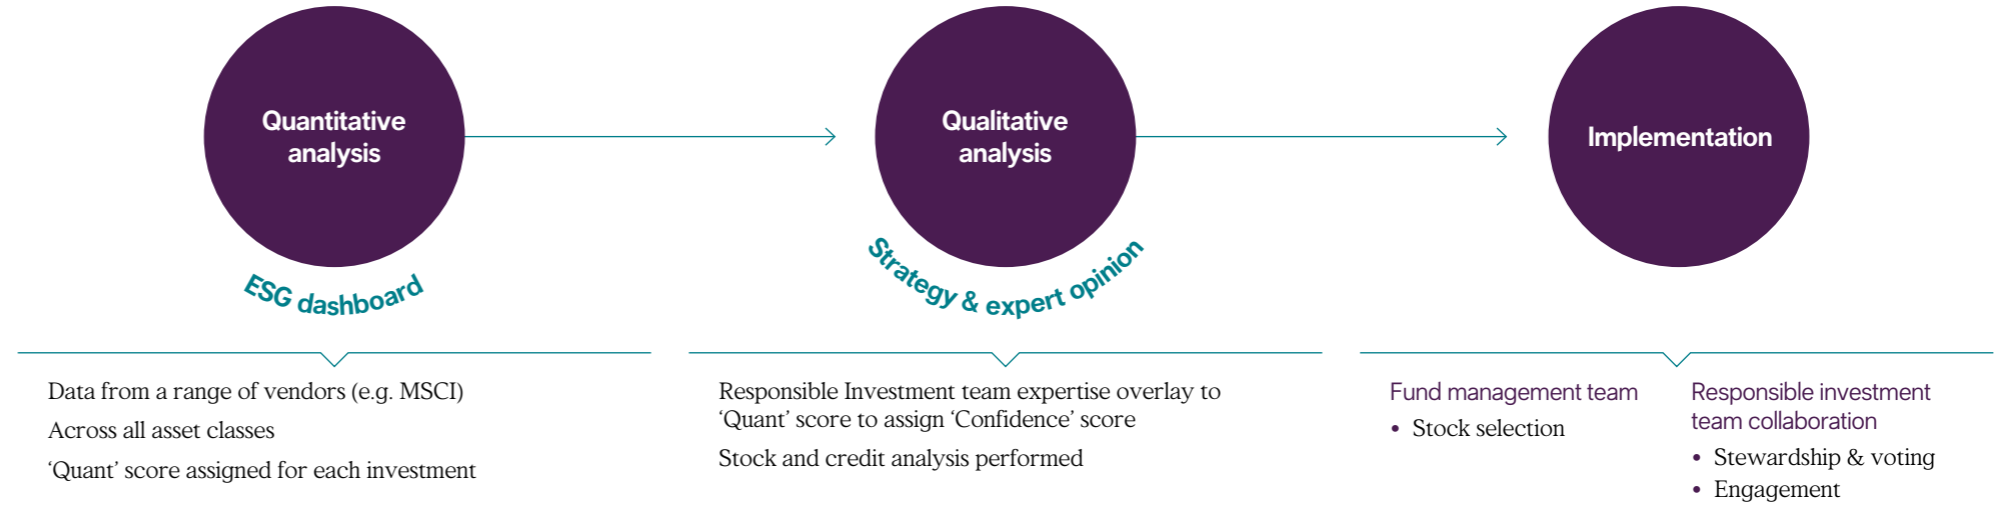 Quantitative
analysis
Qualitative
analysis
Implementation
ESG dashboard
Strategy & expert opinion
Data from a range of vendors (e.g. MSCI)
Across all asset classes
‘Quant’ score assigned for each investment
Responsible Investment team expertise overlay to
‘Quant’ score to assign ‘Confidence’ score
Stock and credit analysis performed
Fund management team
• Stock selection
Responsible investment
team collaboration
• Stewardship & voting
• Engagement